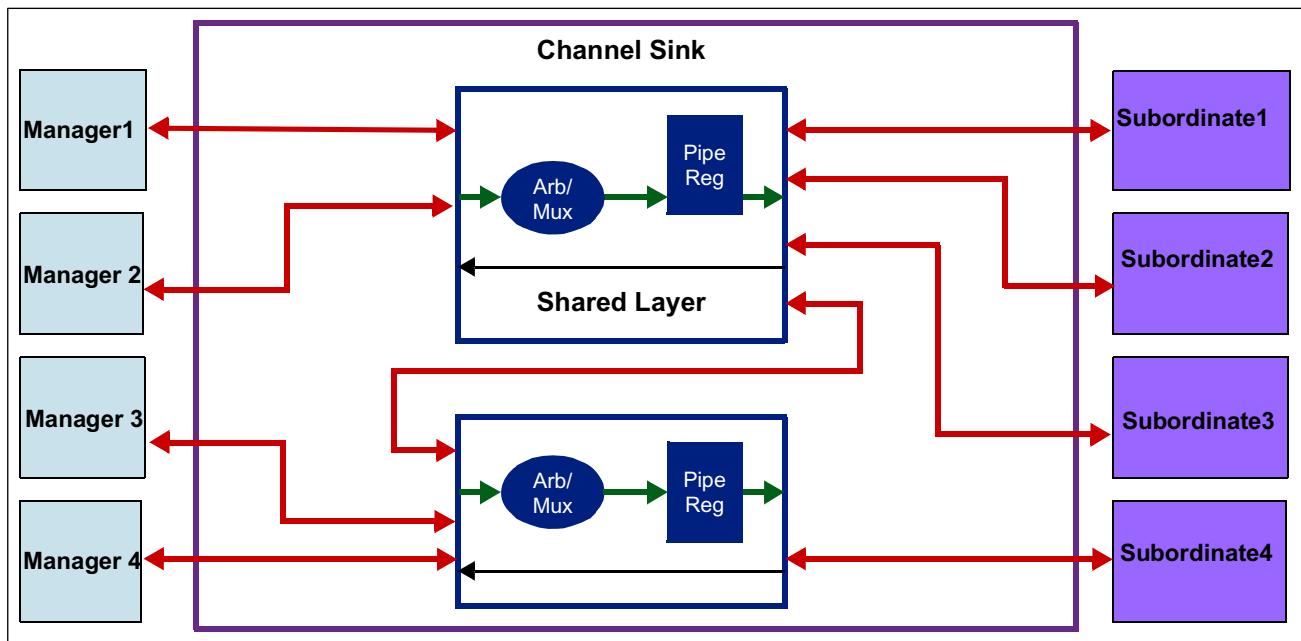 Channel Sink
Manager1
Manager 2
Manager 3
Manager 4
Arb/
Mux
Pipe
Reg
Shared Layer
Arb/
Mux
Pipe
Reg
Subordinate1
Subordinate2
Subordinate3
Subordinate4